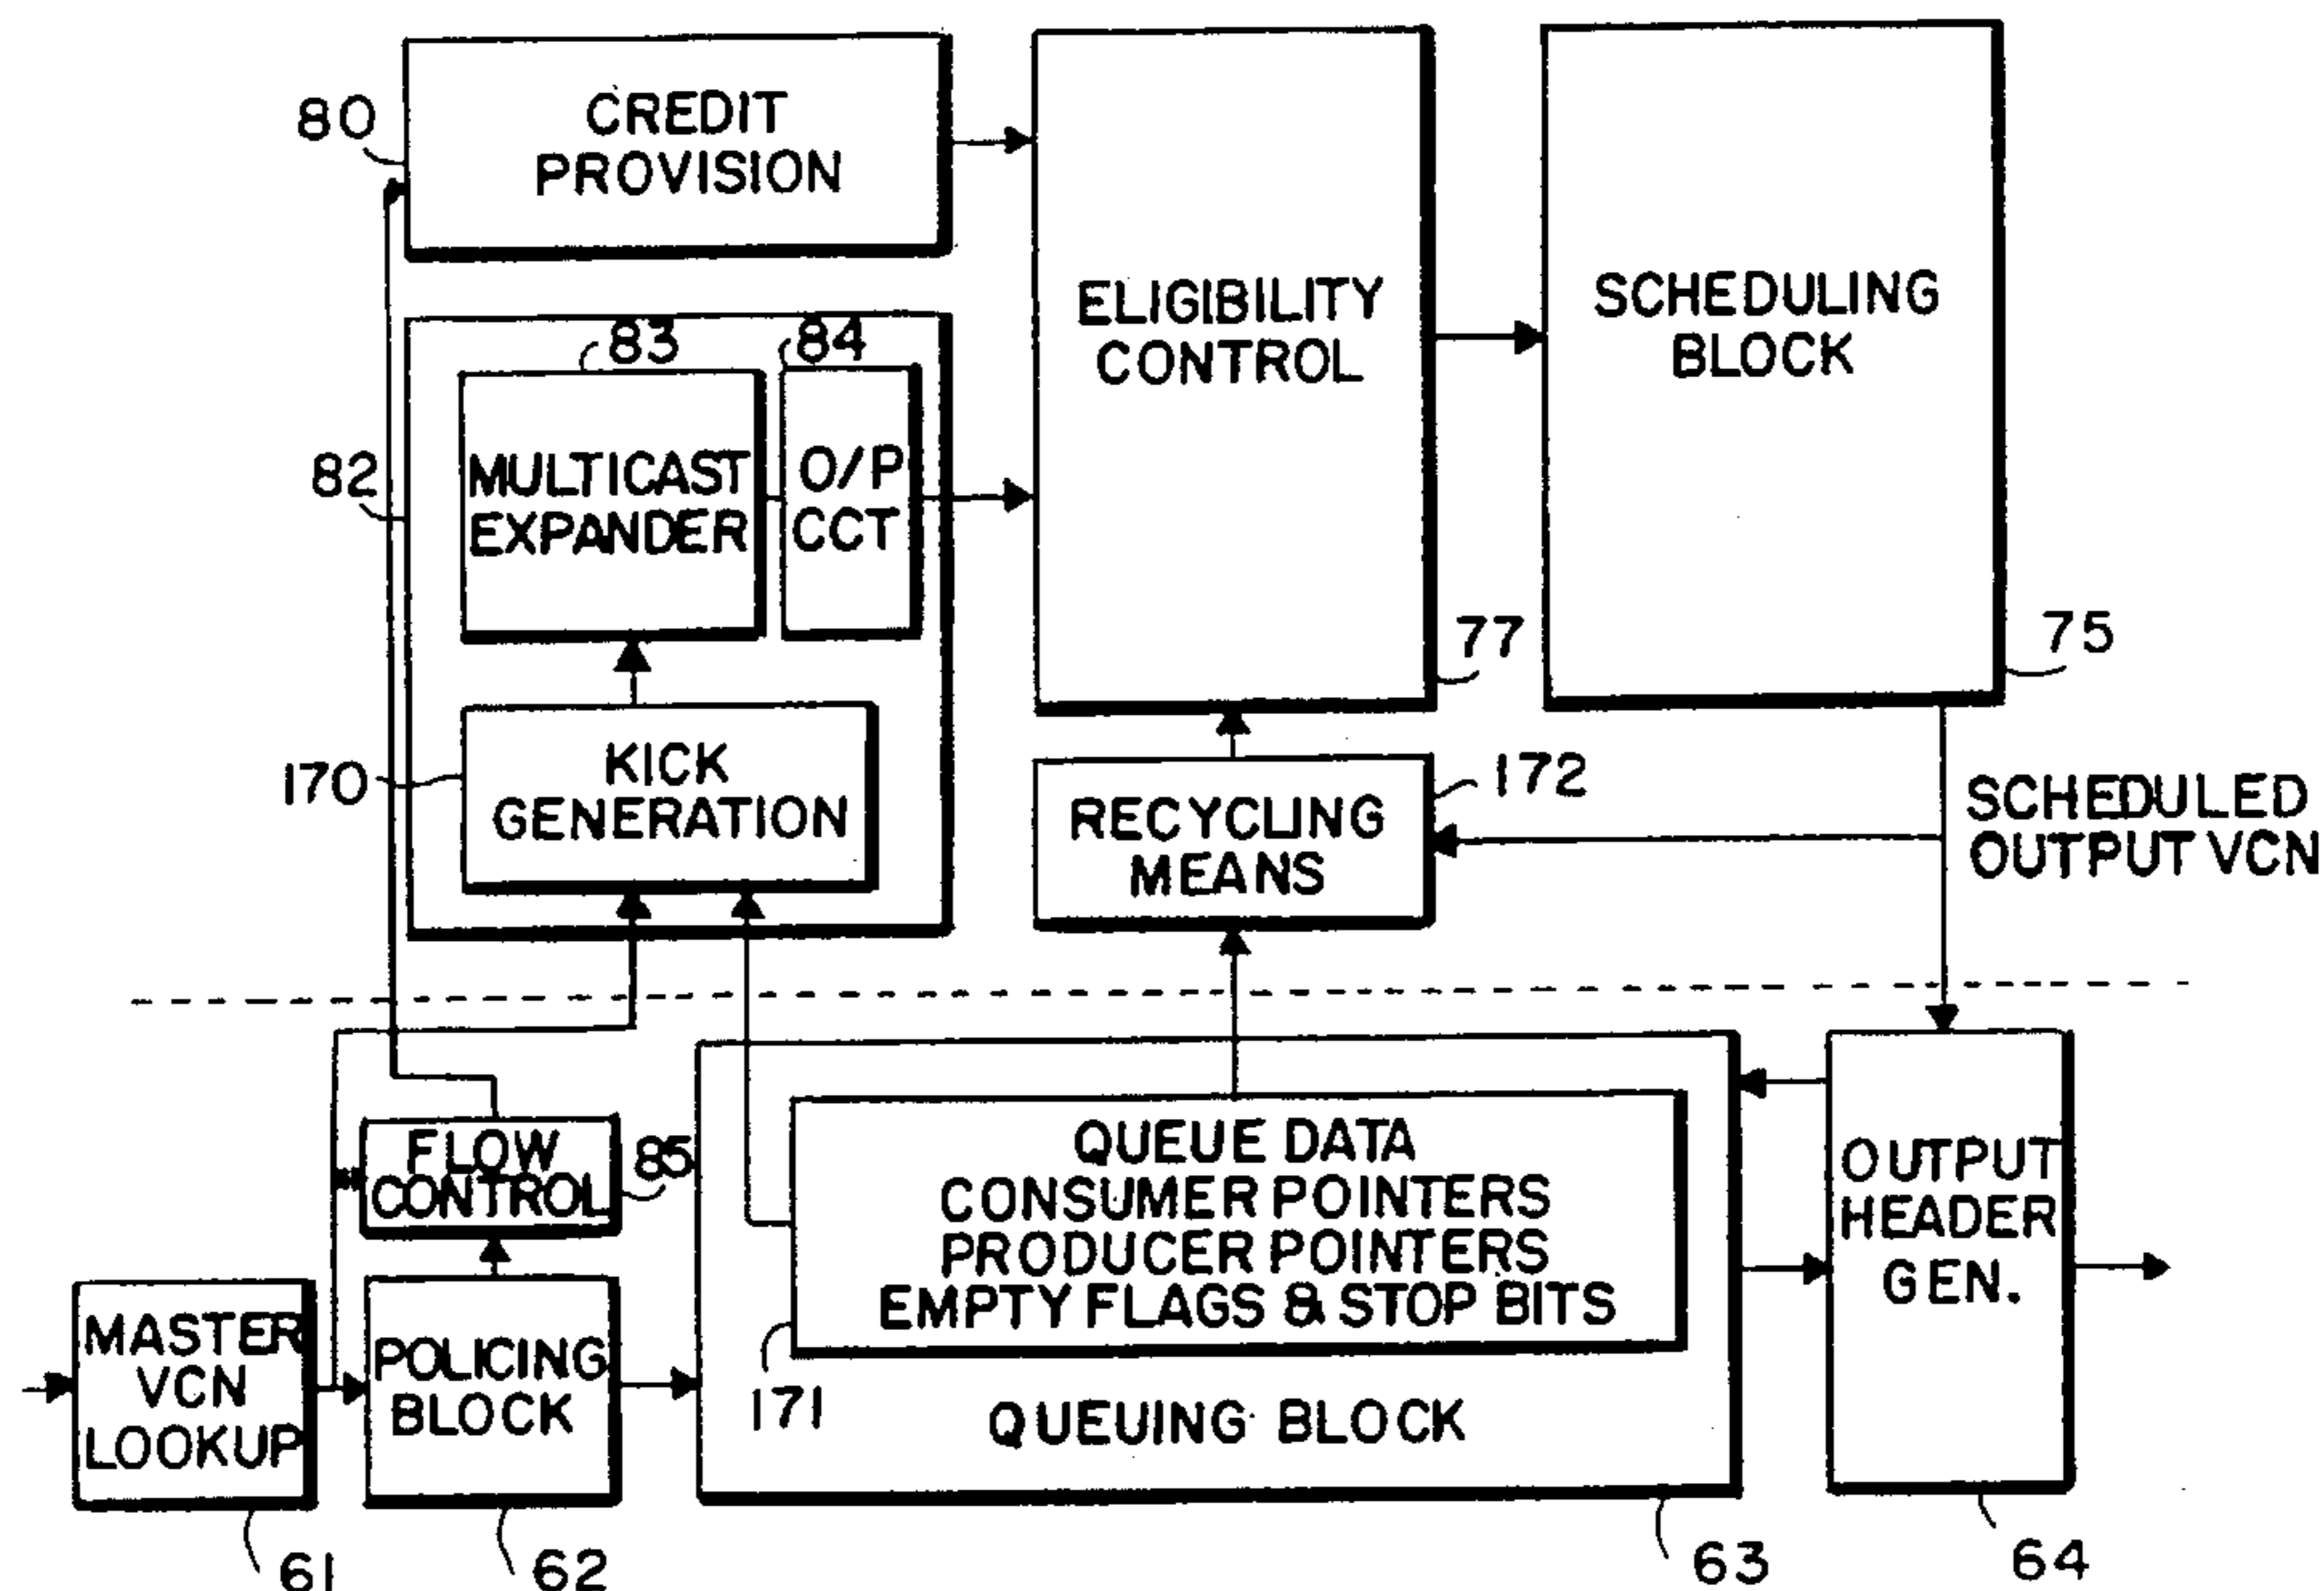 80
CREDIT
PROVISION
ELIGIBILITY
CONTROL
SCHEDULING
BLOCK
83
84
82
MULTICAST
EXPANDER
O/P
CCT
77
75
170
KICK
GENERATION
RECYCLING
MEANS
172
SCHEDULED
OUTPUT VCN
FLOW
CONTROL
85
QUEUE DATA
CONSUMER POINTERS
PRODUCER POINTERS
EMPTY FLAGS & STOP BITS
171
QUEUING BLOCK
OUTPUT
HEADER
GEN.
MASTER
VCN
LOOKUP
POLICING
BLOCK
61
62
63
64